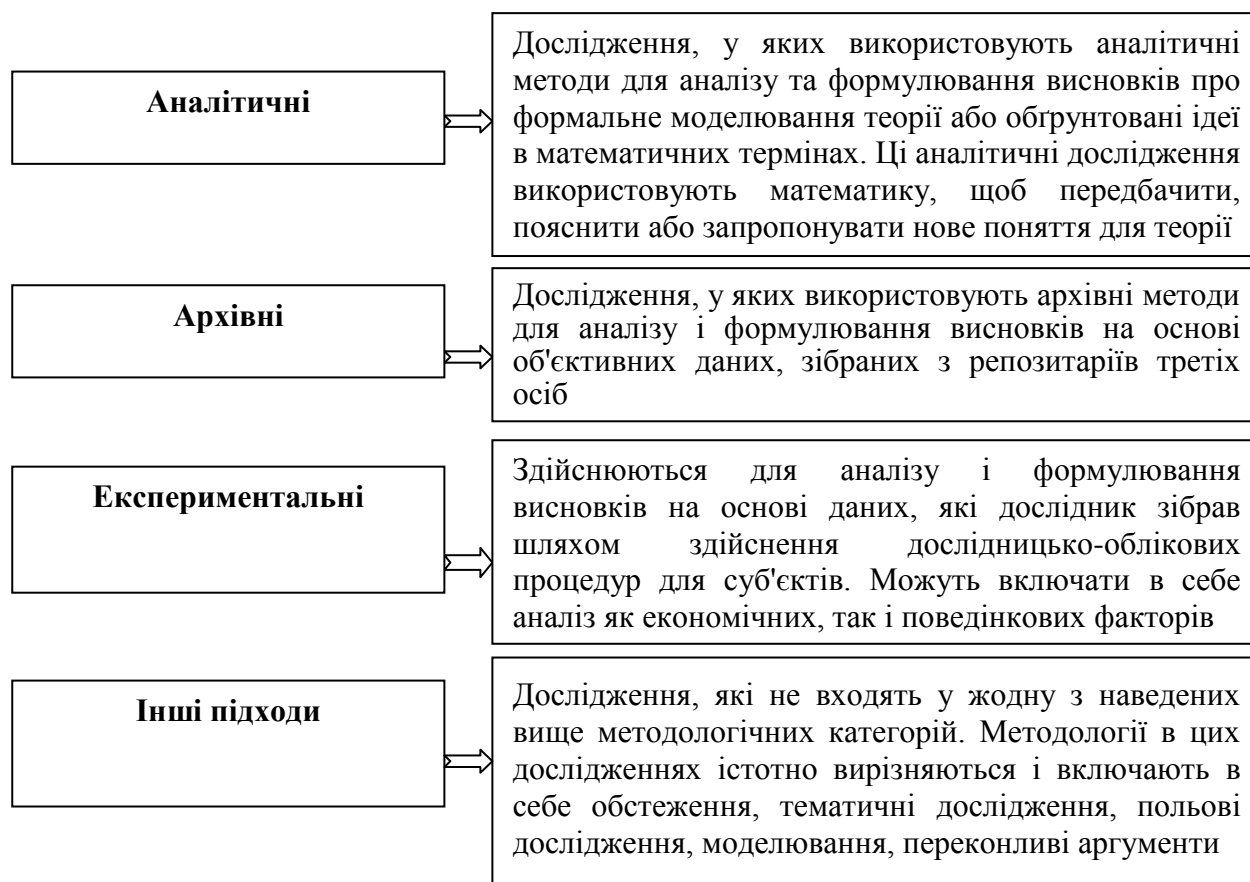 Аналітичні
Дослідження, у яких використовують аналітичні
методи для аналізу та формулювання висновків про
формальне моделювання теорії або обґрунтовані ідеї
в математичних термінах. Ці аналітичні дослідження
використовують математику, щоб передбачити,
пояснити або запропонувати нове поняття для теорії
Архівні
Дослідження, у яких використовують архівні методи
для аналізу і формулювання висновків на основі
об'єктивних даних, зібраних з репозитаріїв третіх
осіб
Експериментальні
Здійснюються для аналізу і формулювання
висновків на основі даних, які дослідник зібрав
шляхом здійснення дослідницько-облікових
процедур для суб'єктів. Можуть включати в себе
аналіз як економічних, так і поведінкових факторів
Інші підходи
Дослідження, які не входять у жодну з наведених
вище методологічних категорій. Методології в цих
дослідженнях істотно вирізняються і включають в
себе обстеження, тематичні дослідження, польові
дослідження, моделювання, переконливі аргументи